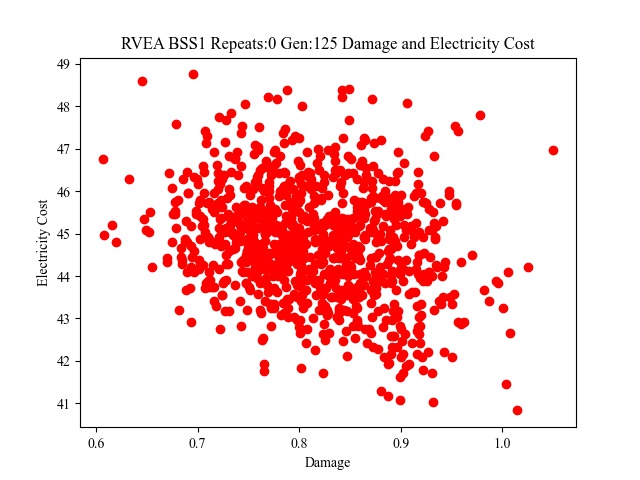 RVEA BSS1 Repeats:0 Gen:125 Damage and Electricity Cost
49
48
47
46
45
44
43
42
41
Electricity Cost
0.6 0.7 0.8 0.9 1.0
Damage